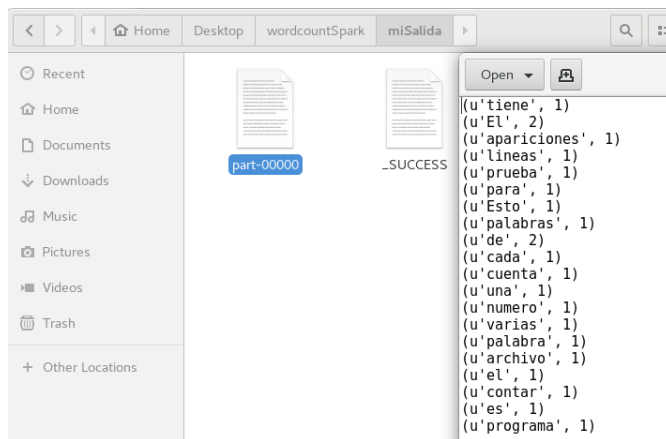 Home Desktop wordcountSpark miSalida
Recent
Home
Documents
Downloads
Music
Pictures
Videos
Trash
+ Other Locations
part-00000
_SUCCESS
Open
(u'tiene', 1)
(u'El', 2)
(u'apariciones', 1)
(u'lineas', 1)
(u'prueba', 1)
(u'para', 1)
(u'Esto', 1)
(u'palabras', 1)
(u'de', 2)
(u'cada', 1)
(u'cuenta', 1)
(u'una', 1)
(u'numero', 1)
(u'varias', 1)
(u'palabra', 1)
(u'archivo', 1)
(u'el', 1)
(u'contar', 1)
(u'es', 1)
(u'programa', 1)